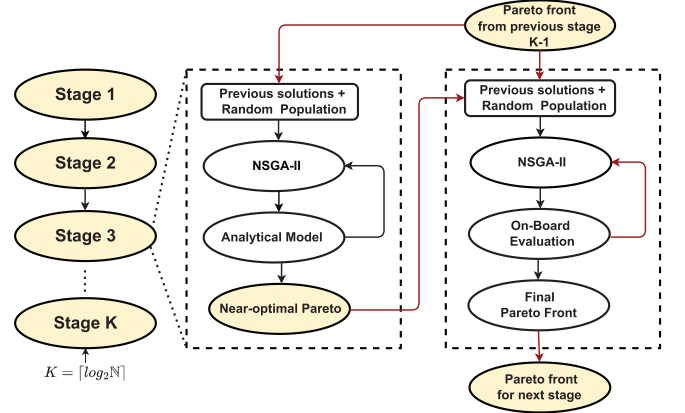 Stage 1
Stage 2
Stage 3
Stage K
K = ⌈log₂ℕ⌉
Previous solutions +
Random Population
NSGA-II
Analytical Model
Near-optimal Pareto
Pareto front
from previous stage
K-1
Previous solutions +
Random Population
NSGA-II
On-Board
Evaluation
Final
Pareto Front
Pareto front
for next stage